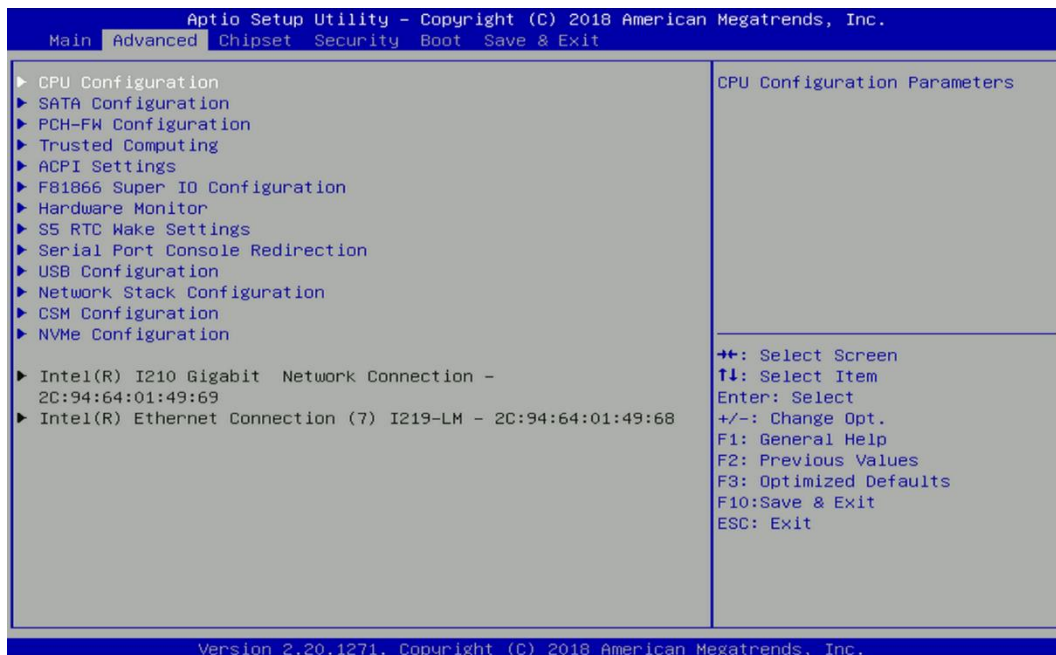 Aptio Setup Utility – Copyright (C) 2018 American Megatrends, Inc.
Main Advanced Chipset Security Boot Save & Exit
▶ CPU Configuration
▶ SATA Configuration
▶ PCH-FW Configuration
▶ Trusted Computing
▶ ACPI Settings
▶ F81866 Super IO Configuration
▶ Hardware Monitor
▶ S5 RTC Wake Settings
▶ Serial Port Console Redirection
▶ USB Configuration
▶ Network Stack Configuration
▶ CSM Configuration
▶ NVMe Configuration
▶ Intel(R) I210 Gigabit Network Connection –
2C:94:64:01:49:69
▶ Intel(R) Ethernet Connection (7) I219-LM – 2C:94:64:01:49:68
CPU Configuration Parameters
→←: Select Screen
↑↓: Select Item
Enter: Select
+/-: Change Opt.
F1: General Help
F2: Previous Values
F3: Optimized Defaults
F10:Save & Exit
ESC: Exit
Version 2.20.1271. Copyright (C) 2018 American Megatrends, Inc.